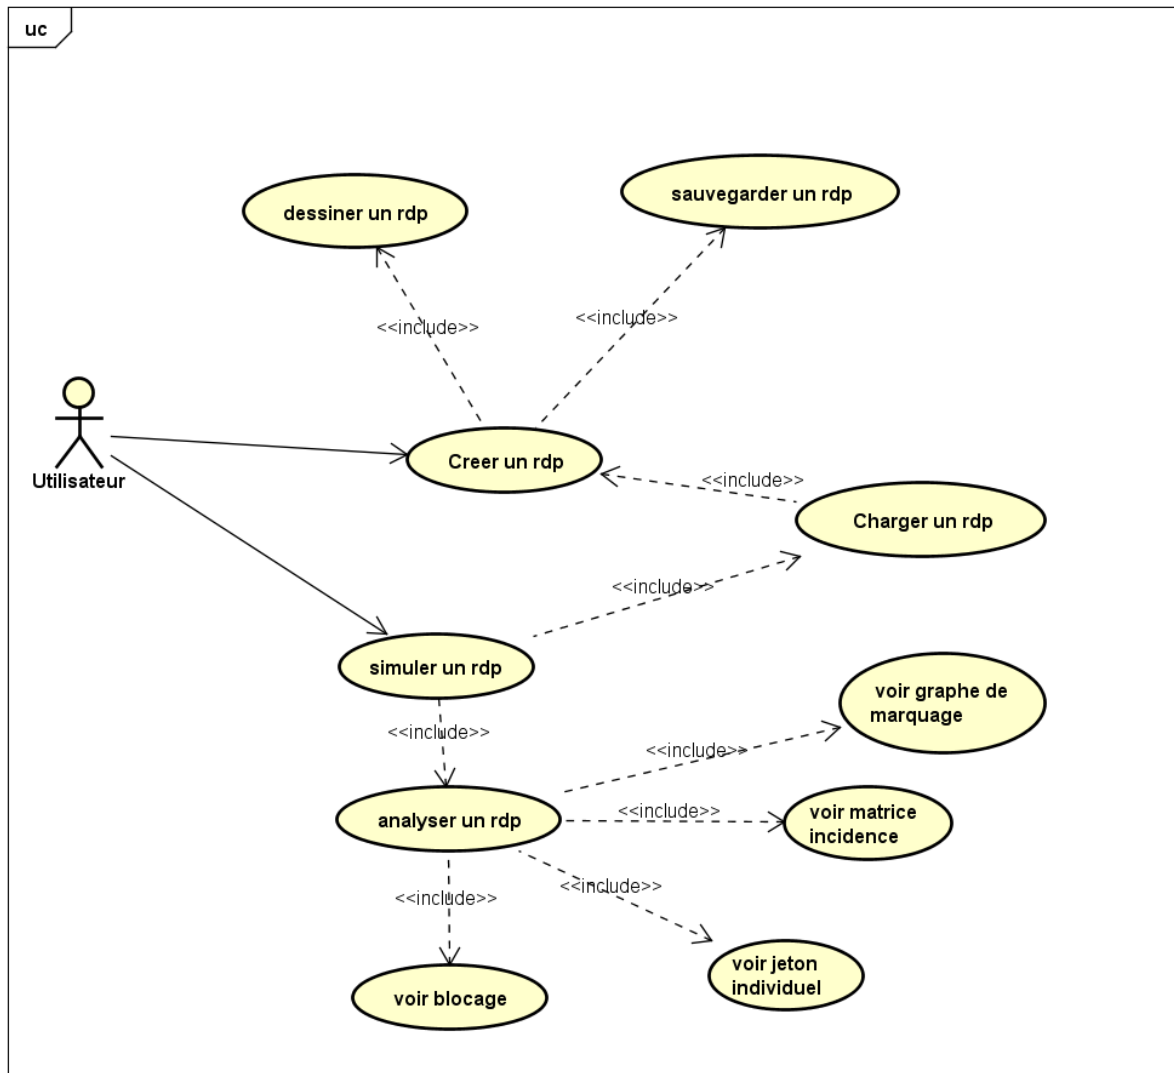 uc
sauvegarder un rdp
dessiner un rdp
<<include>>
<<include>>
Creer un rdp
Utilisateur
<<include>>
Charger un rdp
<<include>>
simuler un rdp
voir graphe de
marquage
<<include>>
<<include>>
analyser un rdp
<<include>>
voir matrice
incidence
<<include>>
<<include>>
voir jeton
individuel
voir blocage